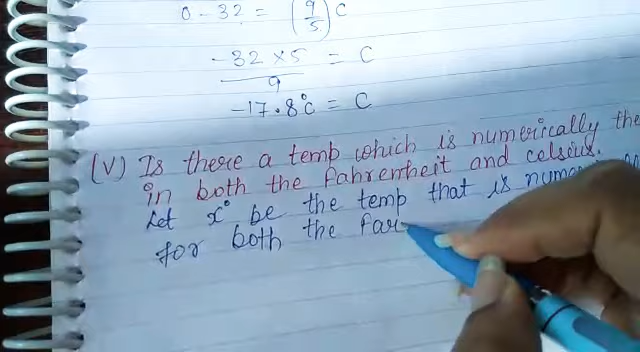 0 - 32 = (9/5) C
-32 × 5 / 9 = C
-17.8°C = C
(V) Is there a temp which is numerically the
in both the Fahrenheit and celsius.
Let x° be the temp that is
for both the far